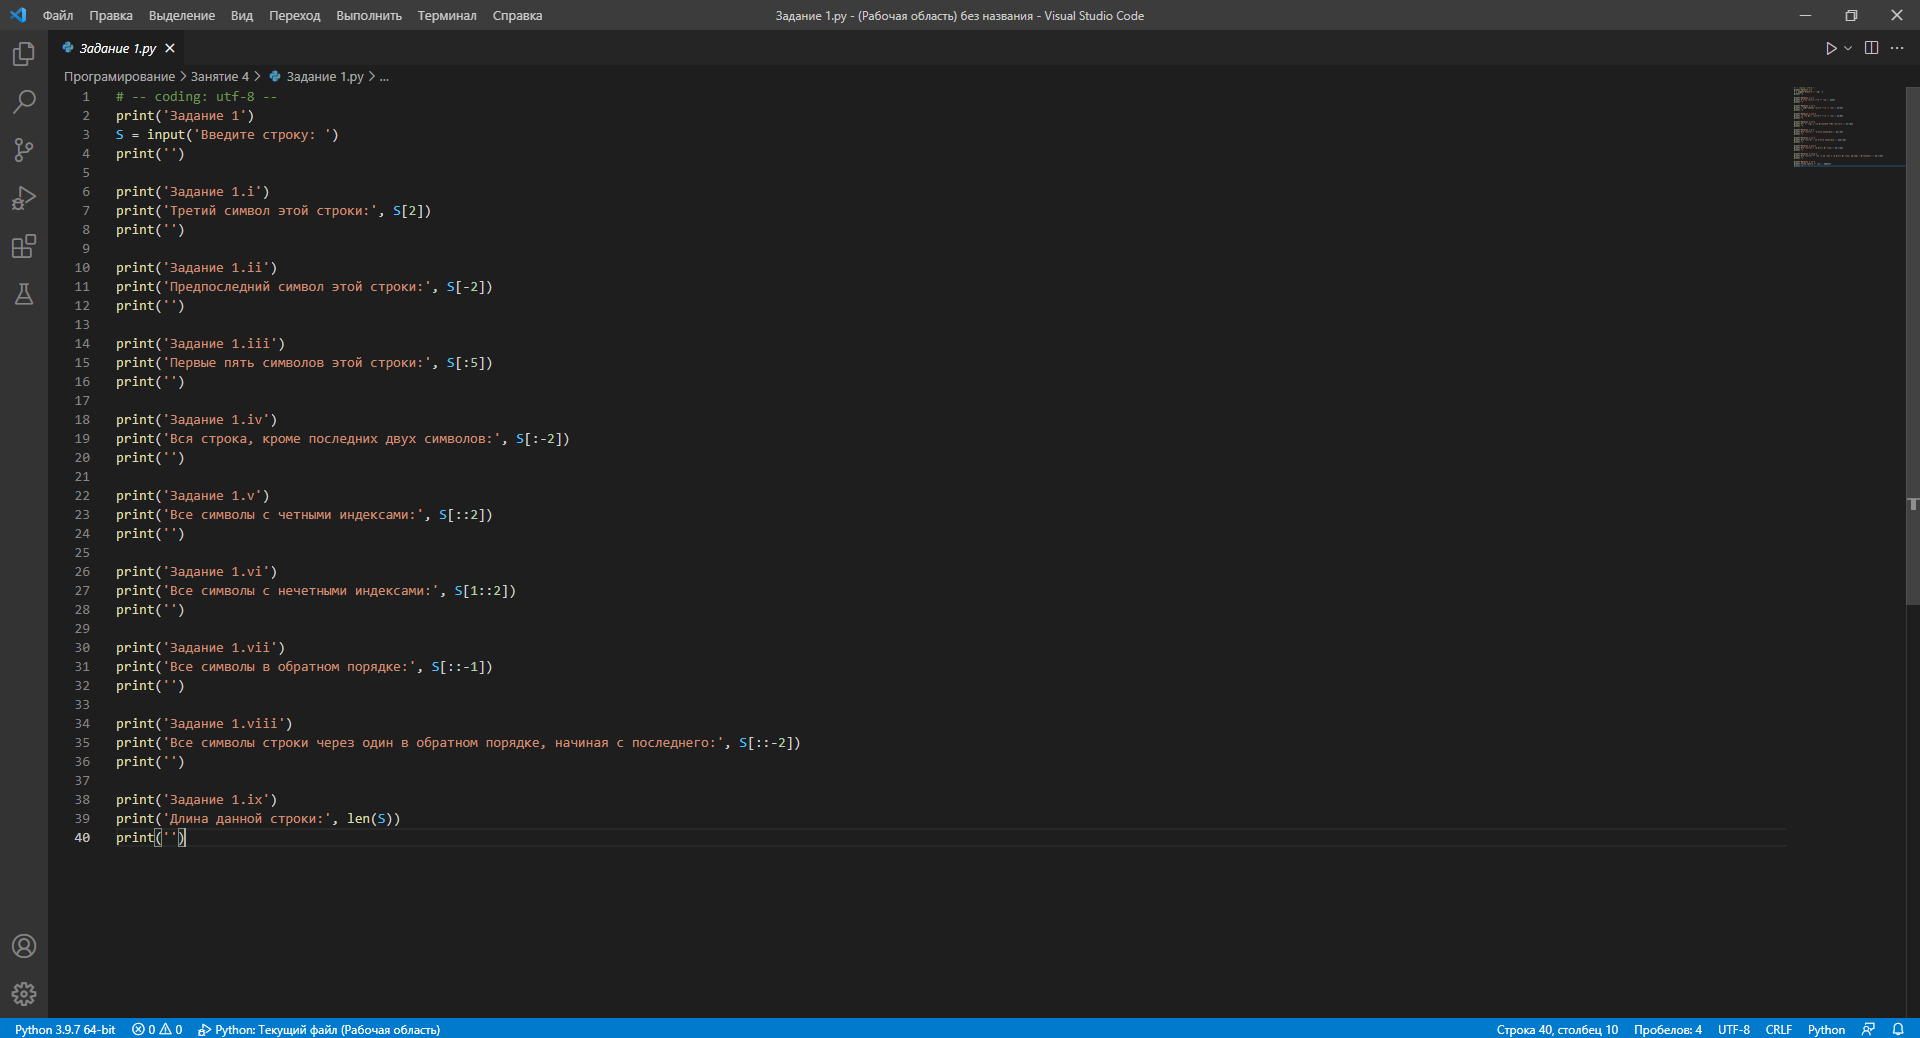 Файл Правка Выделение Вид Переход Выполнить Терминал Справка
Задание 1.py - (Рабочая область) без названия - Visual Studio Code
Задание 1.py
Програмирование > Занятие 4 > Задание 1.py > ...
1 # -- coding: utf-8 --
2 print('Задание 1')
3 S = input('Введите строку: ')
4 print('')
5
6 print('Задание 1.i')
7 print('Третий символ этой строки:', S[2])
8 print('')
9
10 print('Задание 1.ii')
11 print('Предпоследний символ этой строки:', S[-2])
12 print('')
13
14 print('Задание 1.iii')
15 print('Первые пять символов этой строки:', S[:5])
16 print('')
17
18 print('Задание 1.iv')
19 print('Вся строка, кроме последних двух символов:', S[:-2])
20 print('')
21
22 print('Задание 1.v')
23 print('Все символы с четными индексами:', S[::2])
24 print('')
25
26 print('Задание 1.vi')
27 print('Все символы с нечетными индексами:', S[1::2])
28 print('')
29
30 print('Задание 1.vii')
31 print('Все символы в обратном порядке:', S[::-1])
32 print('')
33
34 print('Задание 1.viii')
35 print('Все символы строки через один в обратном порядке, начиная с последнего:', S[::-2])
36 print('')
37
38 print('Задание 1.ix')
39 print('Длина данной строки:', len(S))
40 print('')
Python 3.9.7 64-bit 0 0 Python: Текущий файл (Рабочая область)
Строка 40, столбец 10 Пробелов: 4 UTF-8 CRLF Python